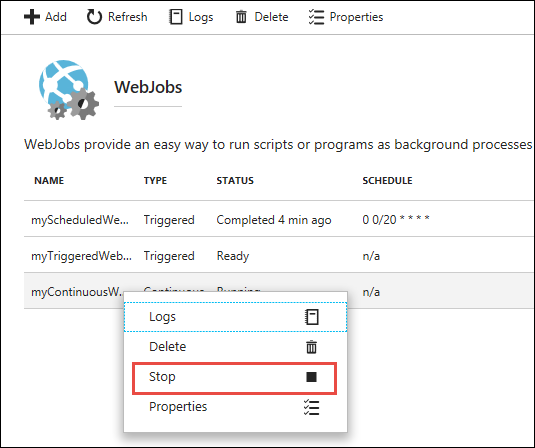 Add Refresh Logs Delete Properties
WebJobs
WebJobs provide an easy way to run scripts or programs as background processes
NAME TYPE STATUS SCHEDULE
myScheduledWe... Triggered Completed 4 min ago 0 0/20 * * * *
myTriggeredWeb... Triggered Ready n/a
myContinuousW... Continuous Running n/a
Logs
Delete
Stop
Properties